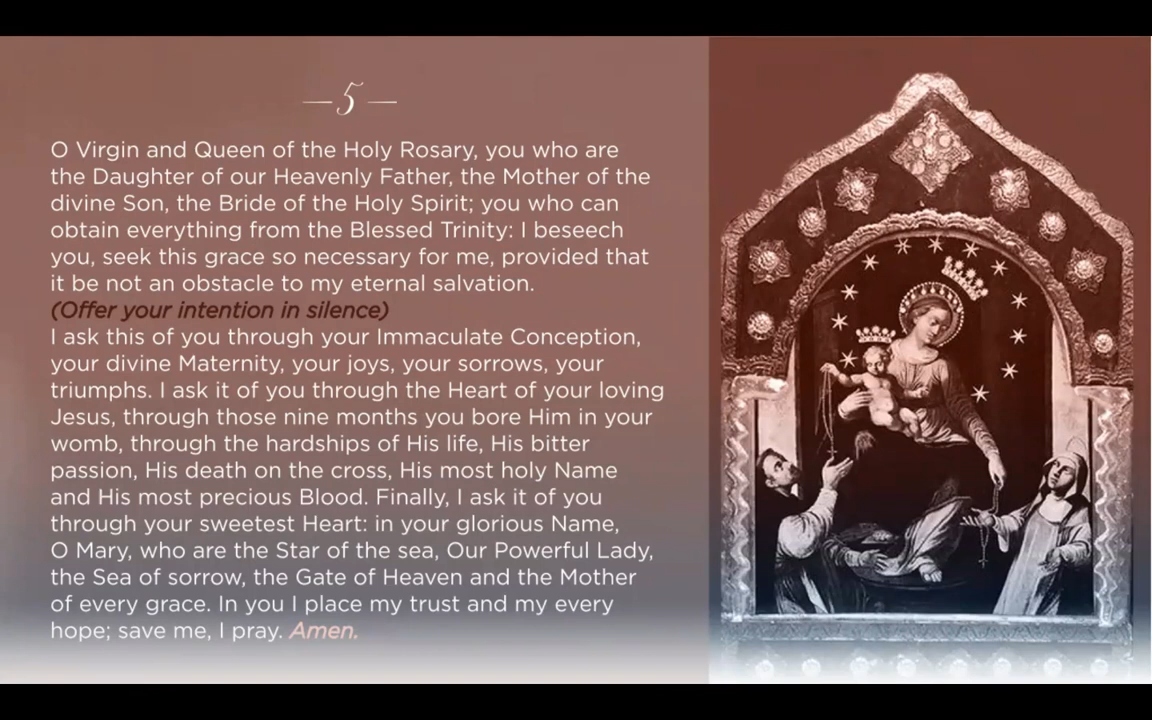 —5—
O Virgin and Queen of the Holy Rosary, you who are
the Daughter of our Heavenly Father, the Mother of the
divine Son, the Bride of the Holy Spirit; you who can
obtain everything from the Blessed Trinity: I beseech
you, seek this grace so necessary for me, provided that
it be not an obstacle to my eternal salvation.
(Offer your intention in silence)
I ask this of you through your Immaculate Conception,
your divine Maternity, your joys, your sorrows, your
triumphs. I ask it of you through the Heart of your loving
Jesus, through those nine months you bore Him in your
womb, through the hardships of His life, His bitter
passion, His death on the cross, His most holy Name
and His most precious Blood. Finally, I ask it of you
through your sweetest Heart: in your glorious Name,
O Mary, who are the Star of the sea, Our Powerful Lady,
the Sea of sorrow, the Gate of Heaven and the Mother
of every grace. In you I place my trust and my every
hope; save me, I pray. Amen.